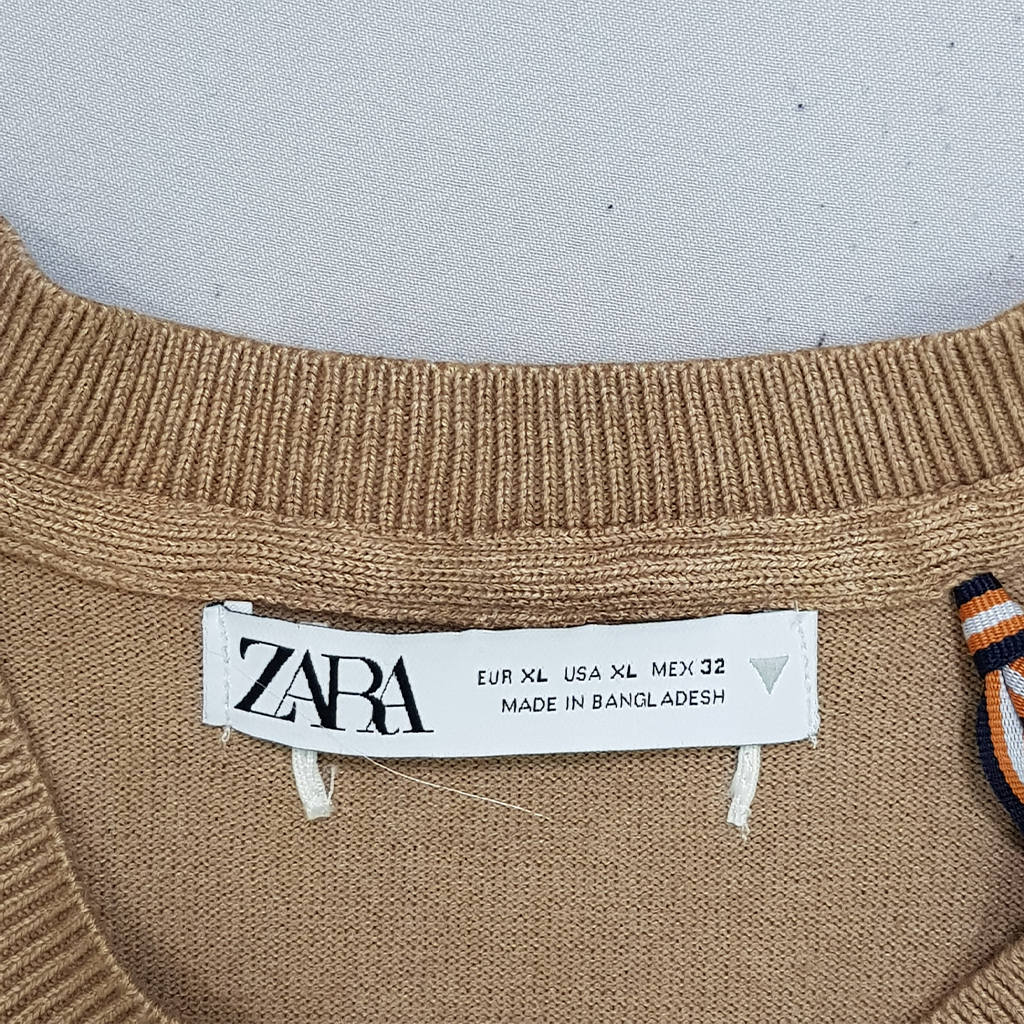 ZARA
EUR XL USA XL MEX 32
MADE IN BANGLADESH